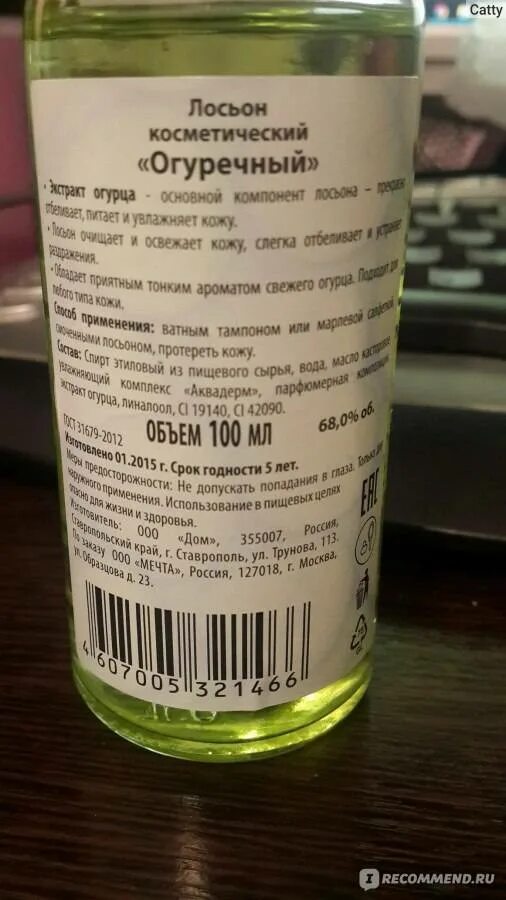 Catty
Лосьон
косметический
«Огуречный»
• Экстракт огурца - основной компонент лосьона –
отбеливает, питает и увлажняет кожу.
• Лосьон очищает и освежает кожу, слегка отбеливает и устраняет
раздражения.
• Обладает приятным тонким ароматом свежего огурца. Подходит для
любого типа кожи.
Способ применения: ватным тампоном или марлевой салфеткой,
смоченными лосьоном, протереть кожу.
Состав: Спирт этиловый из пищевого сырья, вода, масло касторовое,
увлажняющий комплекс «Аквадерм», парфюмерная композиция,
экстракт огурца, линалоол, CI 19140, CI 42090.
ГОСТ 31679-2012 ОБЪЕМ 100 МЛ 68,0% об.
Изготовлено 01.2015 г. Срок годности 5 лет.
Меры предосторожности: Не допускать попадания в глаза. Только для
наружного применения. Использование в пищевых целях
опасно для жизни и здоровья.
Изготовитель: ООО «Дом», 355007, Россия,
Ставропольский край, г. Ставрополь, ул. Трунова, 113.
По заказу ООО «МЕЧТА», Россия, 127018, г. Москва,
ул. Образцова д. 23.
EAC
4 607005 321466
IRECOMMEND.RU